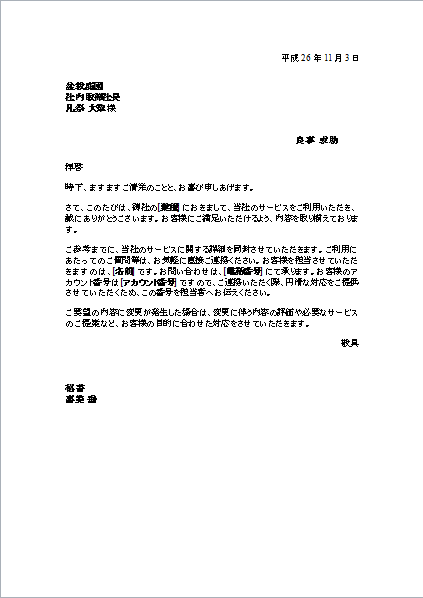 平成 26 年 11 月 3 日
社内
大
様
拝啓
時下、ますますご清栄のことと、お喜び申しあげます。
さて、このたびは、御社の[業種] におきまして、当社のサービスをご利用いただき、
誠にありがとうございます。お客様にご満足いただけるよう、内容を取り揃えておりま
す。
ご参考までに、当社のサービスに関する詳細を同封させていただきます。ご利用に
あたってのご質問等は、お気軽に直接ご連絡ください。お客様を担当させていただ
きますのは、[名前] です。お問い合わせは、[電話番号] にて承ります。お客様のア
カウント番号は [アカウント番号] ですので、ご連絡いただく際、円滑な対応をご提供
させていただくため、この番号を担当者へお伝えください。
ご要望の内容に変更が発生した場合は、変更に伴う内容の評価や必要なサービス
のご提案など、お客様の目的に合わせた対応をさせていただきます。
敬具
秘書